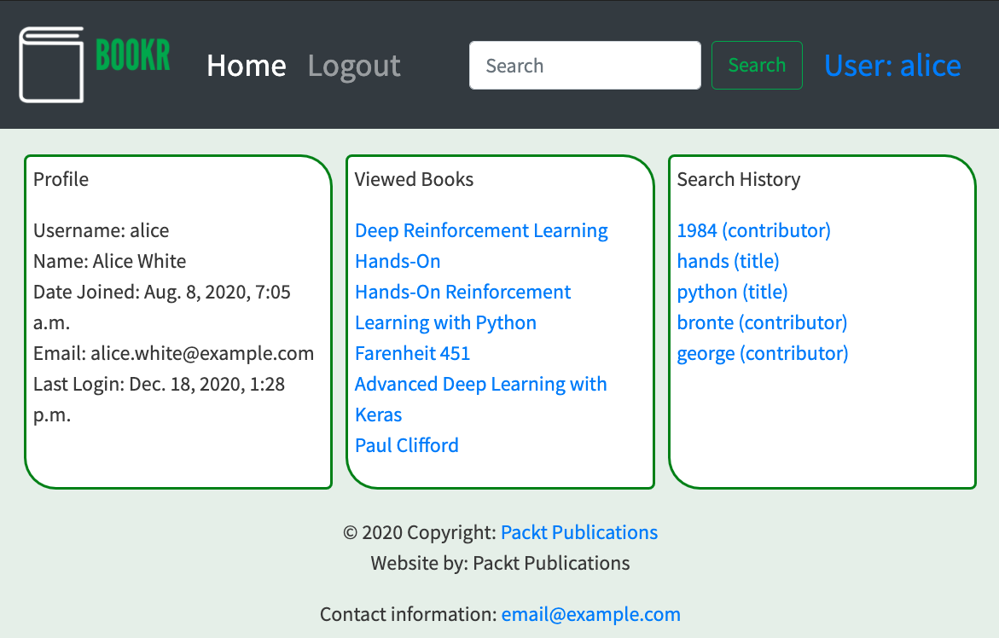 BOOKR
Home Logout Search Search User: alice
Profile
Username: alice
Name: Alice White
Date Joined: Aug. 8, 2020, 7:05
a.m.
Email: alice.white@example.com
Last Login: Dec. 18, 2020, 1:28
p.m.
Viewed Books
Deep Reinforcement Learning
Hands-On
Hands-On Reinforcement
Learning with Python
Farenheit 451
Advanced Deep Learning with
Keras
Paul Clifford
Search History
1984 (contributor)
hands (title)
python (title)
bronte (contributor)
george (contributor)
© 2020 Copyright: Packt Publications
Website by: Packt Publications
Contact information: email@example.com